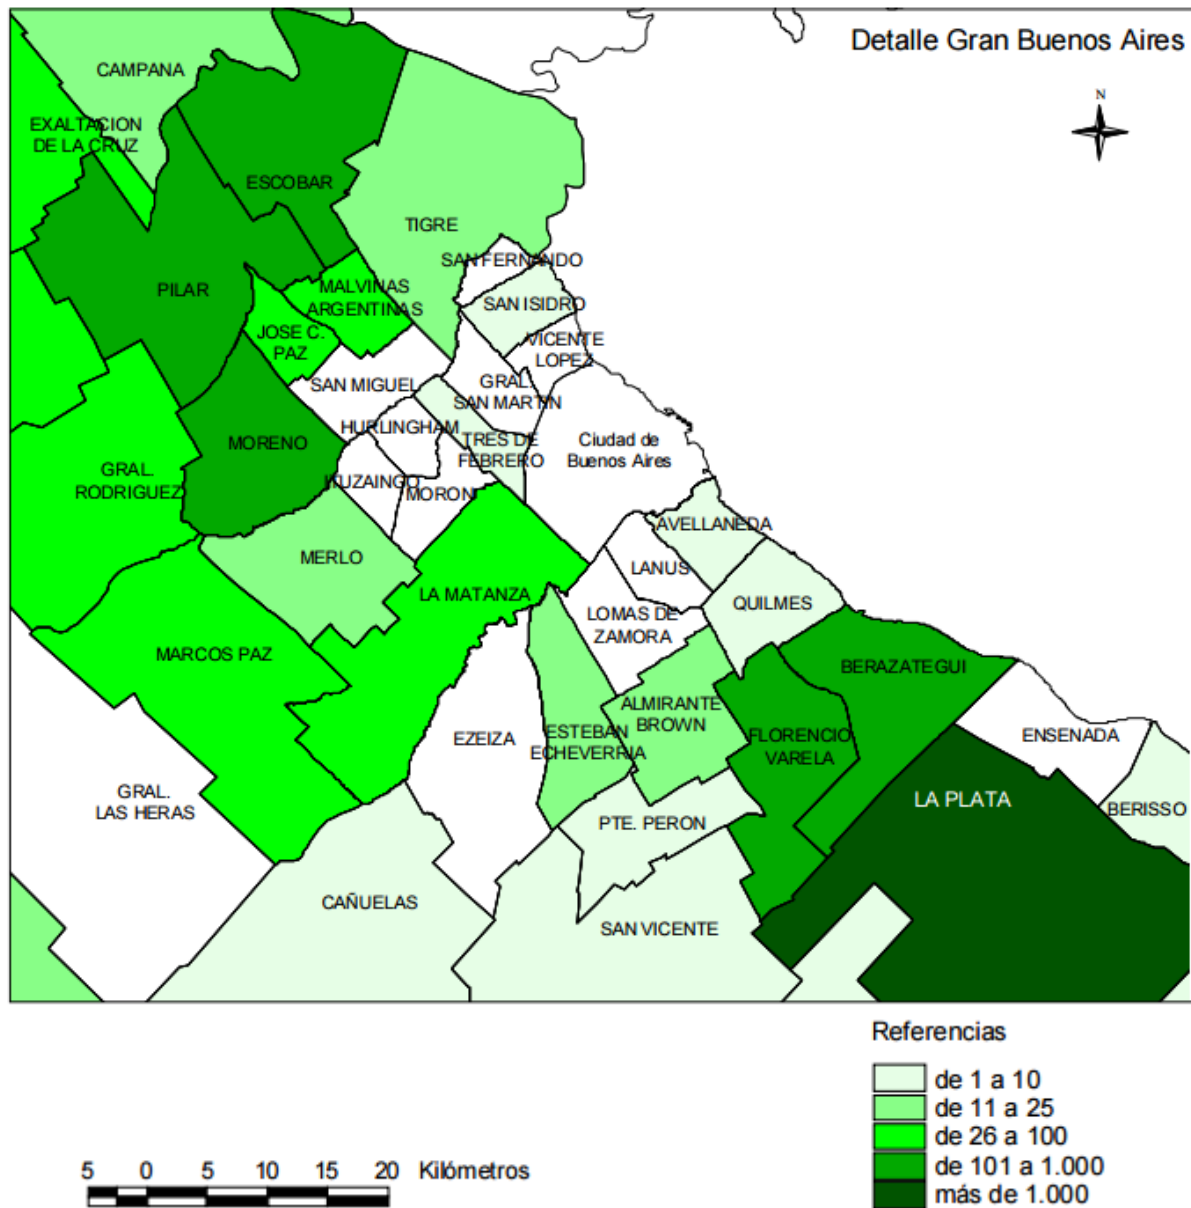 Detalle Gran Buenos Aires
N
CAMPANA
EXALTACION
DE LA CRUZ
ESCOBAR
TIGRE
SAN FERNANDO
PILAR
MALVINAS
ARGENTINAS
SAN ISIDRO
JOSE C.
PAZ
VICENTE
LOPEZ
SAN MIGUEL
GRAL.
SAN MARTIN
HURLINGHAM
MORENO
TRES DE
FEBRERO
Ciudad de
Buenos Aires
GRAL.
RODRIGUEZ
ITUZAINGO
MORON
AVELLANEDA
MERLO
LANUS
LA MATANZA
QUILMES
LOMAS DE
ZAMORA
MARCOS PAZ
BERAZATEGUI
ALMIRANTE
BROWN
EZEIZA
ESTEBAN
ECHEVERRIA
FLORENCIO
VARELA
ENSENADA
GRAL.
LAS HERAS
LA PLATA
BERISSO
PTE. PERON
CAÑUELAS
SAN VICENTE
Referencias
de 1 a 10
de 11 a 25
de 26 a 100
de 101 a 1.000
más de 1.000
5 0 5 10 15 20 Kilómetros